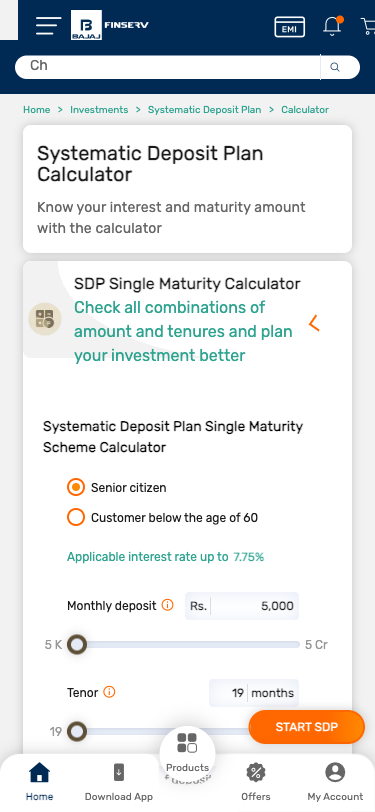 BAJAJ
FINSERV
EMI
Ch
Home > Investments > Systematic Deposit Plan > Calculator
Systematic Deposit Plan
Calculator
Know your interest and maturity amount
with the calculator
SDP Single Maturity Calculator
Check all combinations of
amount and tenures and plan
your investment better
Systematic Deposit Plan Single Maturity
Scheme Calculator
Senior citizen
Customer below the age of 60
Applicable interest rate up to 7.75%
Monthly deposit Rs. 5,000
5 K 5 Cr
Tenor 19 months
START SDP
19
Products
Home Download App Offers My Account